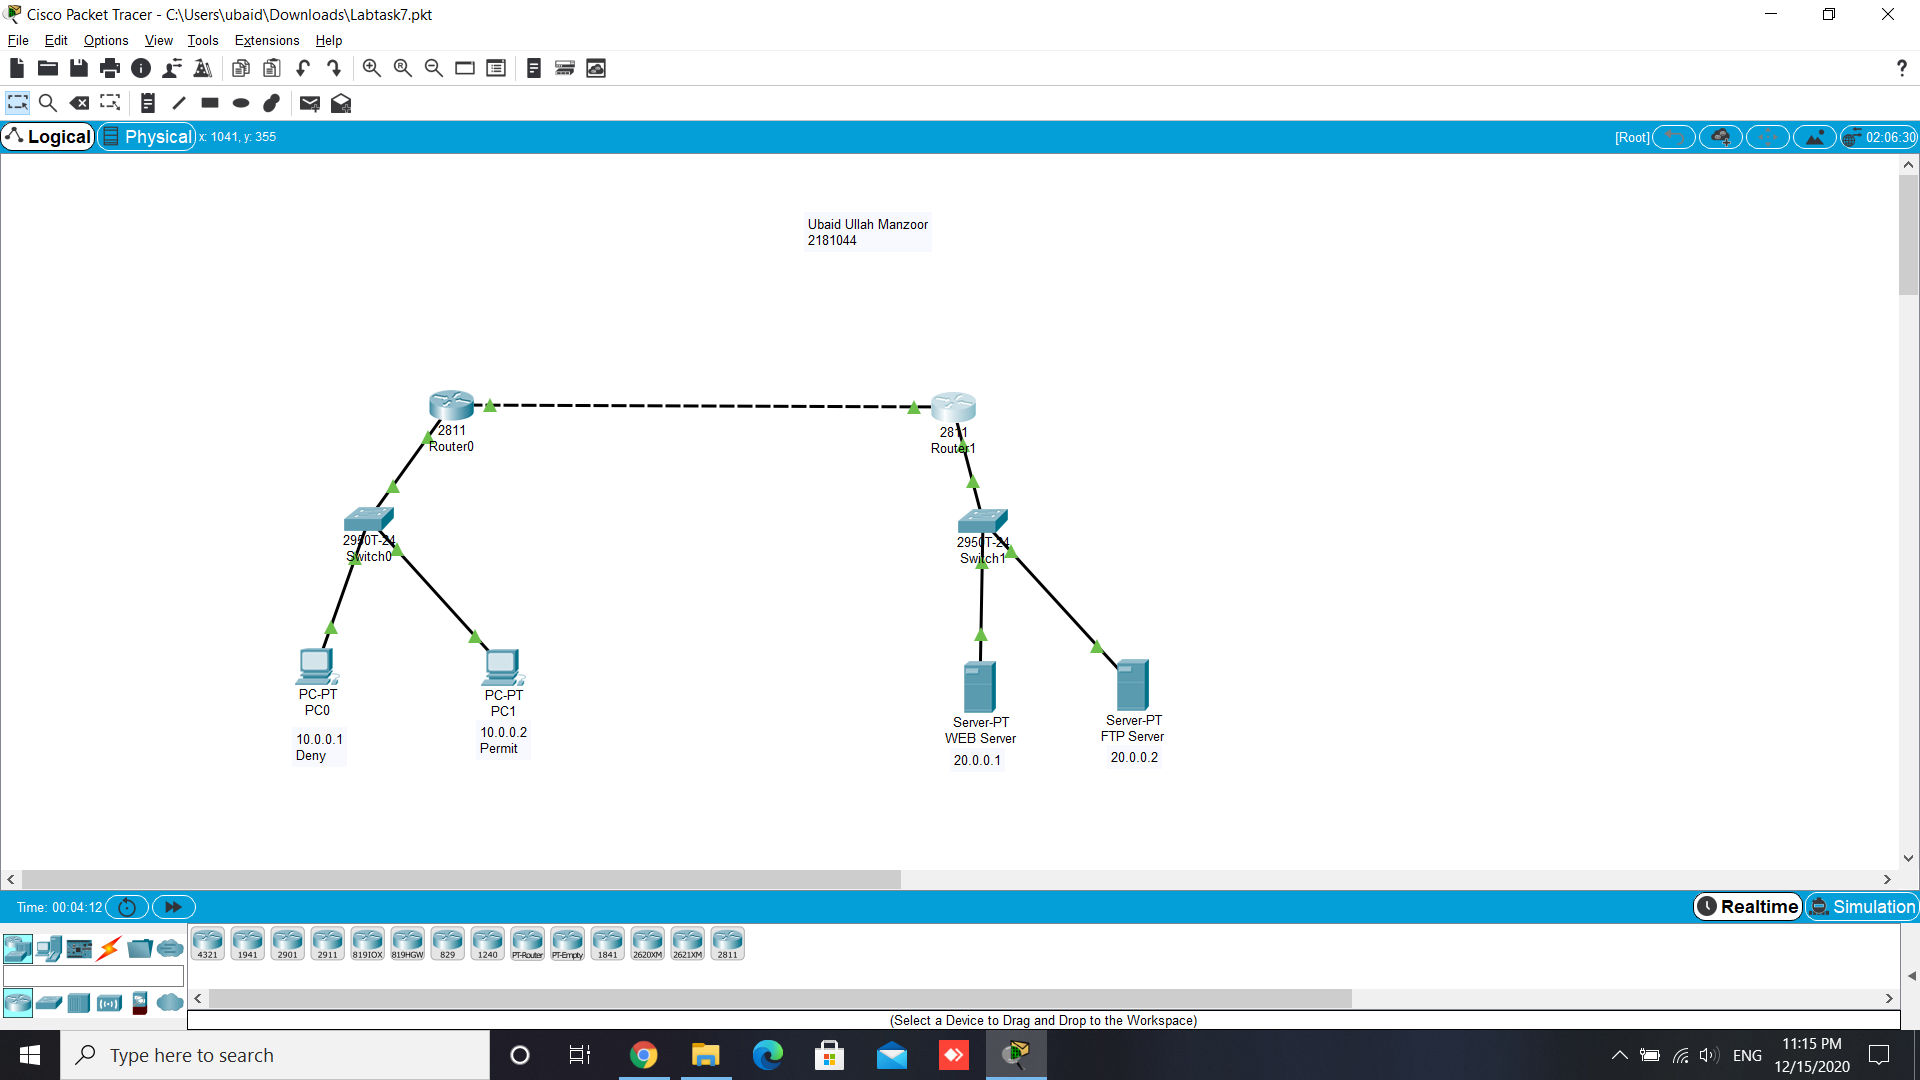 Cisco Packet Tracer - C:\Users\ubaid\Downloads\Labtask7.pkt
File Edit Options View Tools Extensions Help
?
Logical Physical x: 1041, y: 355 [Root] 02:06:30
Ubaid Ullah Manzoor
2181044
2811
Router0
2811
Router1
2950T-24
Switch0
2950T-24
Switch1
PC-PT
PC0
10.0.0.1
Deny
PC-PT
PC1
10.0.0.2
Permit
Server-PT
WEB Server
20.0.0.1
Server-PT
FTP Server
20.0.0.2
Time: 00:04:12 Realtime Simulation
4321 1941 2901 2911 819IOX 819HGW 829 1240 PT-Router PT-Empty 1841 2620XM 2621XM 2811
(Select a Device to Drag and Drop to the Workspace)
Type here to search
ENG
11:15 PM
12/15/2020